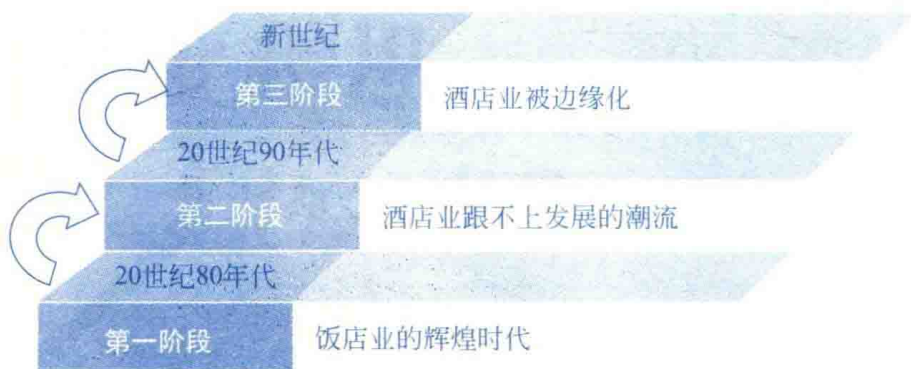 新世纪
第三阶段
酒店业被边缘化
20世纪90年代
第二阶段
酒店业跟不上发展的潮流
20世纪80年代
第一阶段
饭店业的辉煌时代